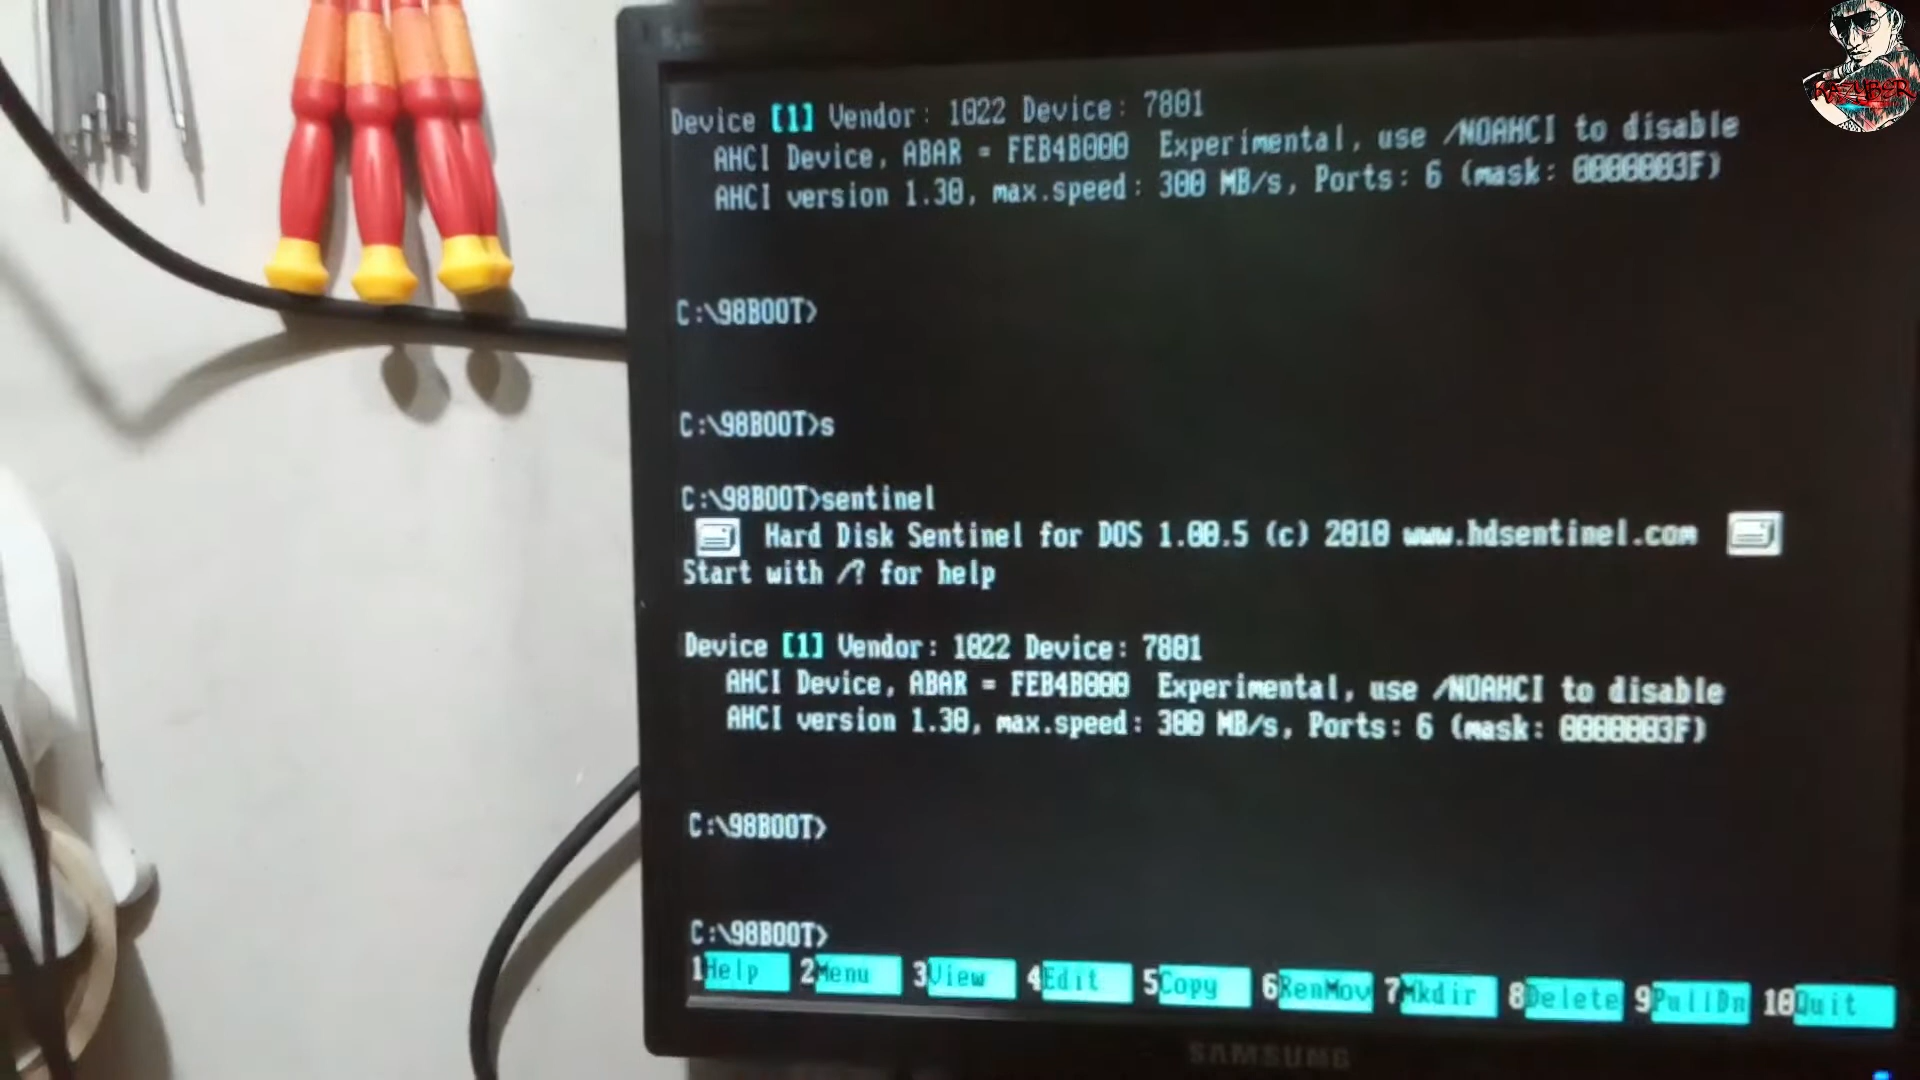 Device [1] Vendor: 1022 Device: 7801
AHCI Device, ABAR = FEB4B000 Experimental, use /NOAHCI to disable
AHCI version 1.30, max.speed: 300 MB/s, Ports: 6 (mask: 0000003F)
C:\98BOOT>
C:\98BOOT>s
C:\98BOOT>sentinel
Hard Disk Sentinel for DOS 1.00.5 (c) 2010 www.hdsentinel.com
Start with /? for help
Device [1] Vendor: 1022 Device: 7801
AHCI Device, ABAR = FEB4B000 Experimental, use /NOAHCI to disable
AHCI version 1.30, max.speed: 300 MB/s, Ports: 6 (mask: 0000003F)
C:\98BOOT>
C:\98BOOT>
1Help 2Menu 3View 4Edit 5Copy 6RenMov 7Mkdir 8Delete 9PullDn 10Quit
SAMSUNG